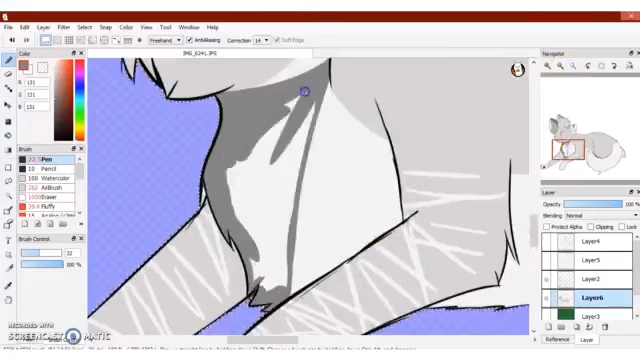 File Edit Layer Filter Select Snap Color View Tool Window Help
Freehand AntiAliasing Correction 14 Soft Edge
IMG_6241.JPG
Color
R 131
G 131
B 131
Brush
22.5 Pen
10 Pencil
100 Watercolor
262 AirBrush
1000 Eraser
39.4 Fluffy
Brush Control
22
100 %
Navigator
Layer
Opacity 100 %
Blending Normal
Protect Alpha Clipping Lock
Layer4
Layer5
Layer2
Layer6
Layer3
Reference Layer
RECORDED WITH
SCREENCAST MATIC